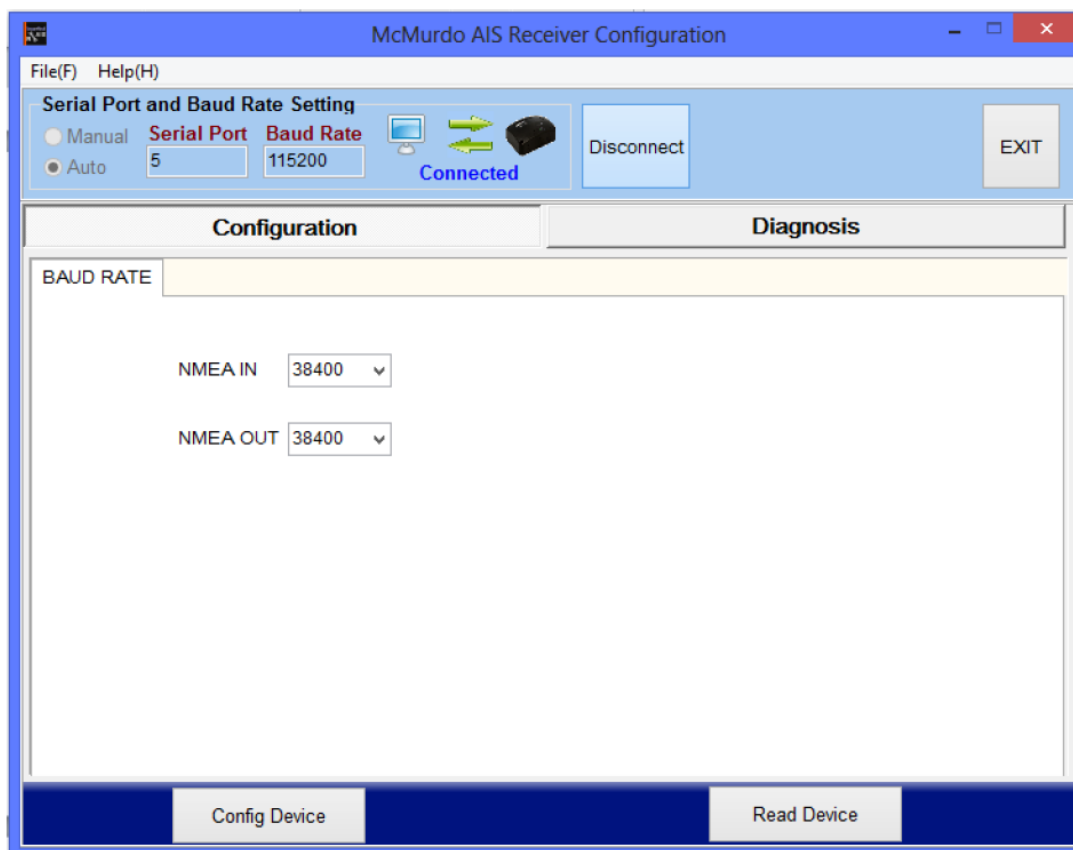 McMurdo AIS Receiver Configuration
File(F) Help(H)
Serial Port and Baud Rate Setting
Manual Serial Port Baud Rate
Auto 5 115200
Connected
Disconnect
EXIT
Configuration Diagnosis
BAUD RATE
NMEA IN 38400
NMEA OUT 38400
Config Device Read Device